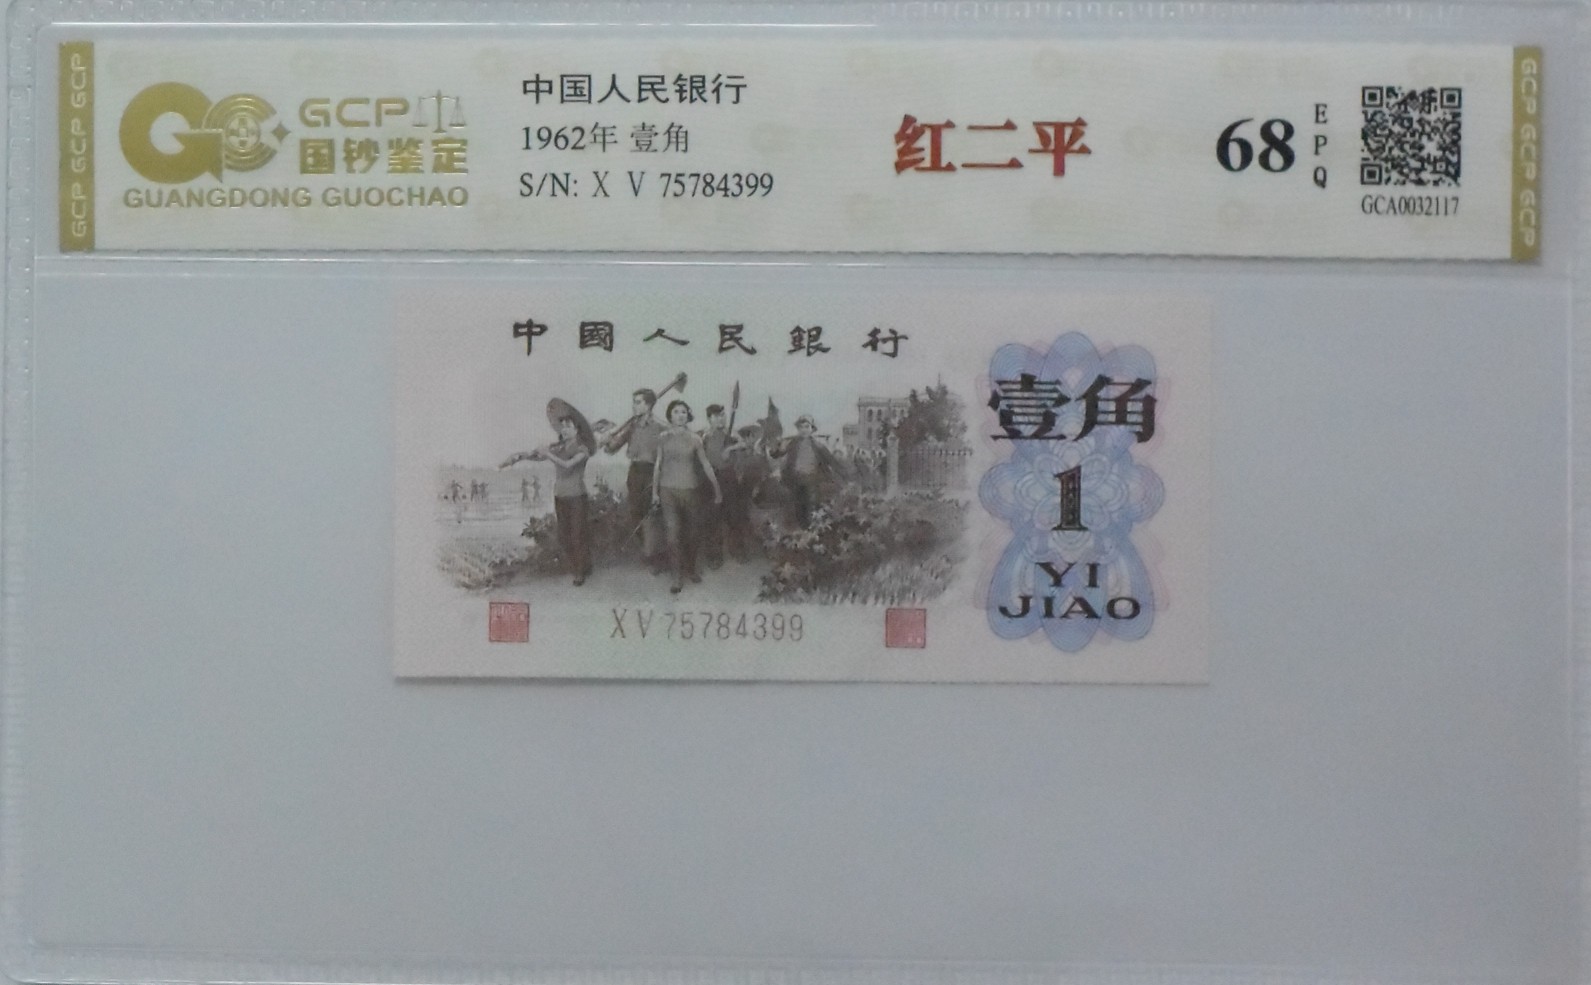 GCP GCP GCP
GCP
国钞鉴定
GUANGDONG GUOCHAO
中国人民银行
1962年 壹角
S/N: X V 75784399
红二平
68
EPQ
GCA0032117
GCP GCP GCP
中國人民銀行
壹角
1
YI
JIAO
X V 75784399